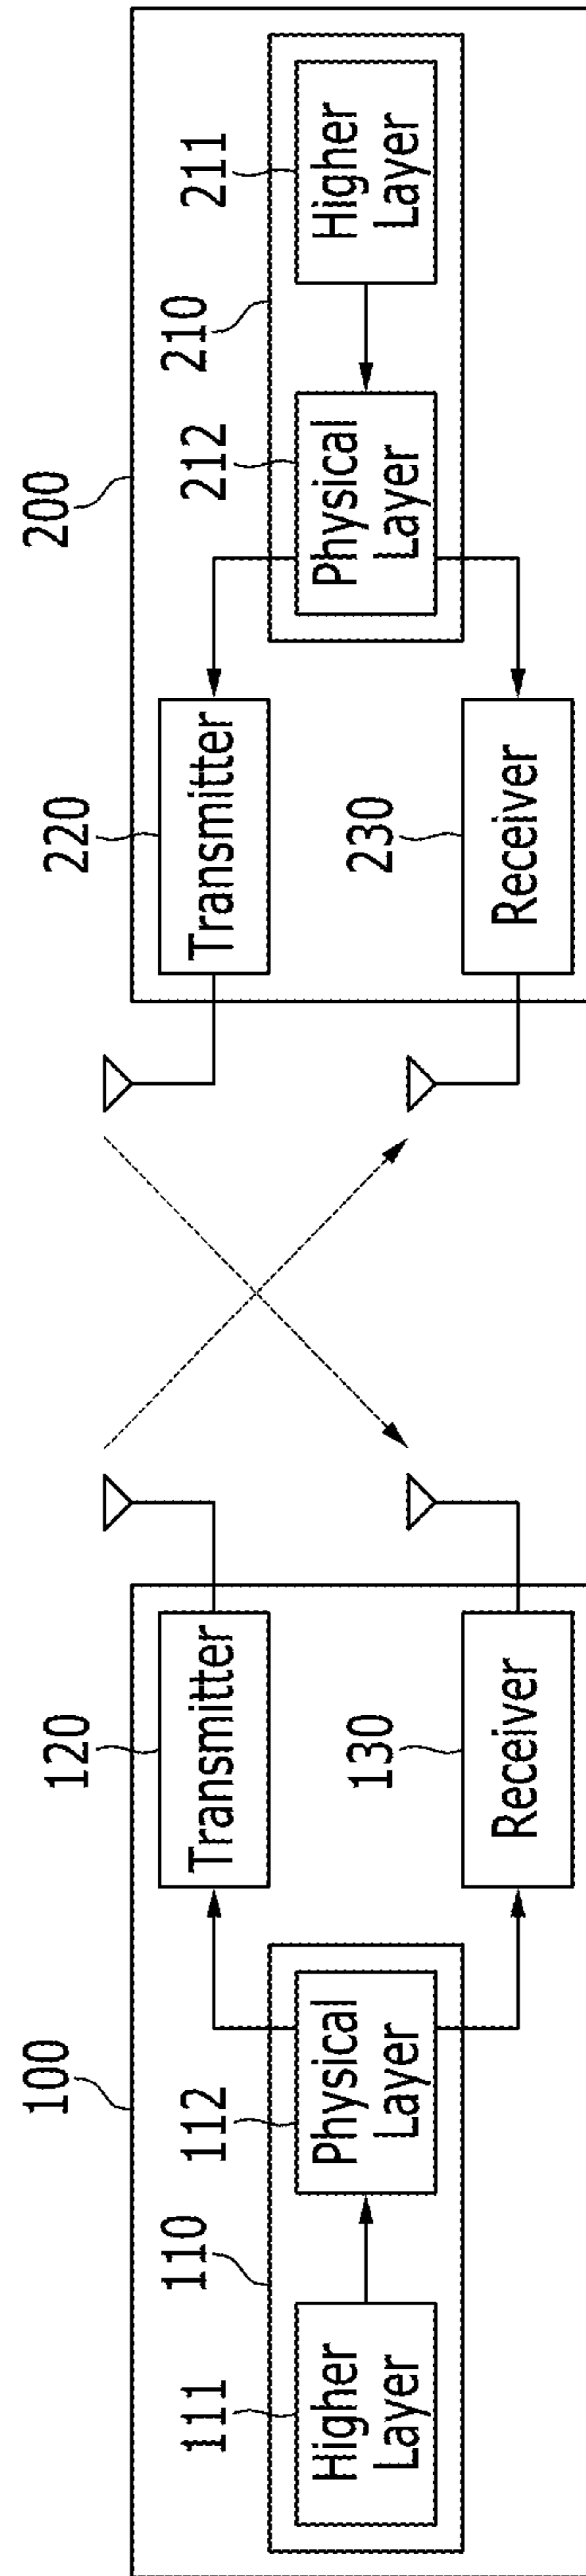 100
200
110
120
220
210
111
112
212
211
Transmitter
Transmitter
Higher
Layer
Physical
Layer
Physical
Layer
Higher
Layer
130
230
Receiver
Receiver